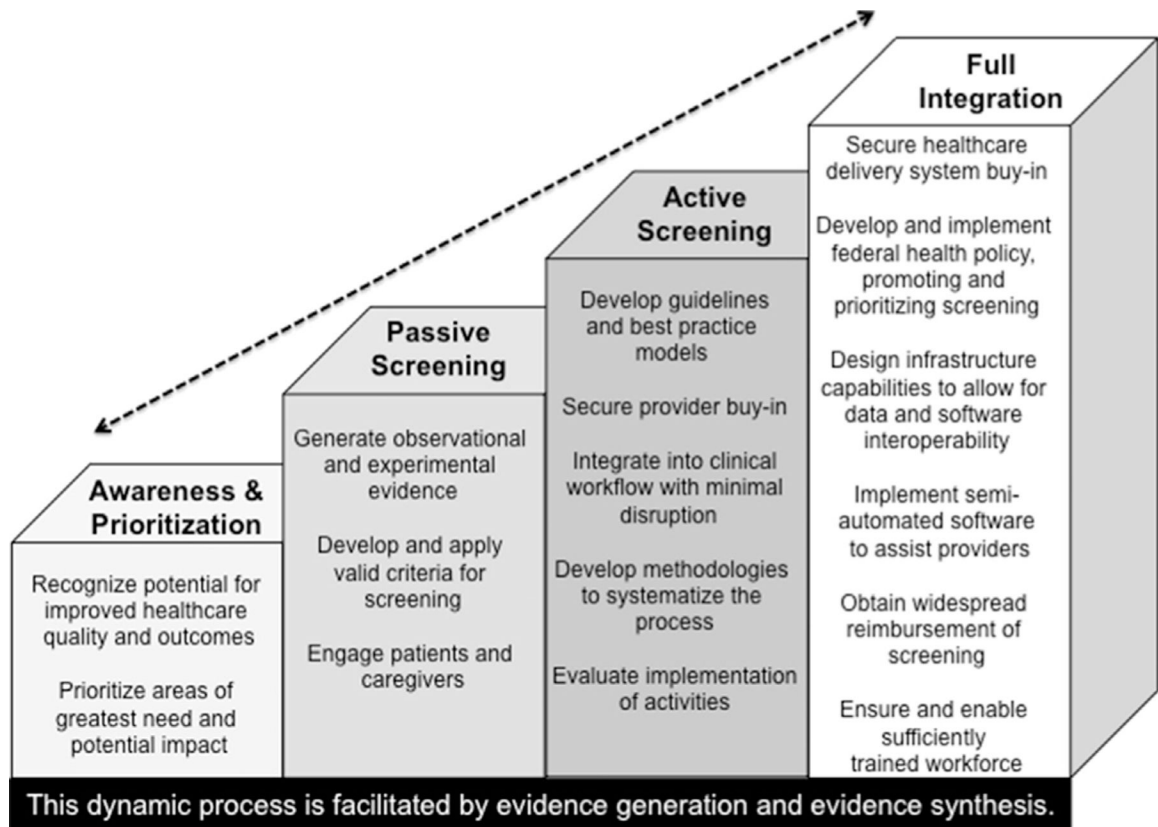 Awareness &
Prioritization
Recognize potential for
improved healthcare
quality and outcomes
Prioritize areas of
greatest need and
potential impact
Passive
Screening
Generate observational
and experimental
evidence
Develop and apply
valid criteria for
screening
Engage patients and
caregivers
Active
Screening
Develop guidelines
and best practice
models
Secure provider buy-in
Integrate into clinical
workflow with minimal
disruption
Develop methodologies
to systematize the
process
Evaluate implementation
of activities
Full
Integration
Secure healthcare
delivery system buy-in
Develop and implement
federal health policy,
promoting and
prioritizing screening
Design infrastructure
capabilities to allow for
data and software
interoperability
Implement semi-
automated software
to assist providers
Obtain widespread
reimbursement of
screening
Ensure and enable
sufficiently
trained workforce
This dynamic process is facilitated by evidence generation and evidence synthesis.